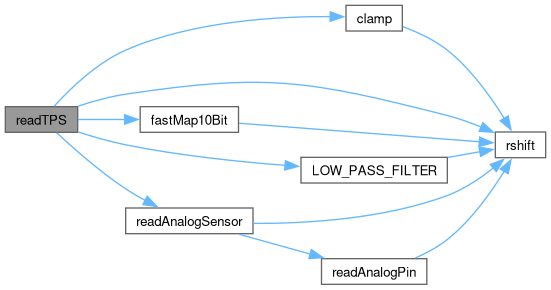 clamp
readTPS
fastMap10Bit
rshift
LOW_PASS_FILTER
readAnalogSensor
readAnalogPin